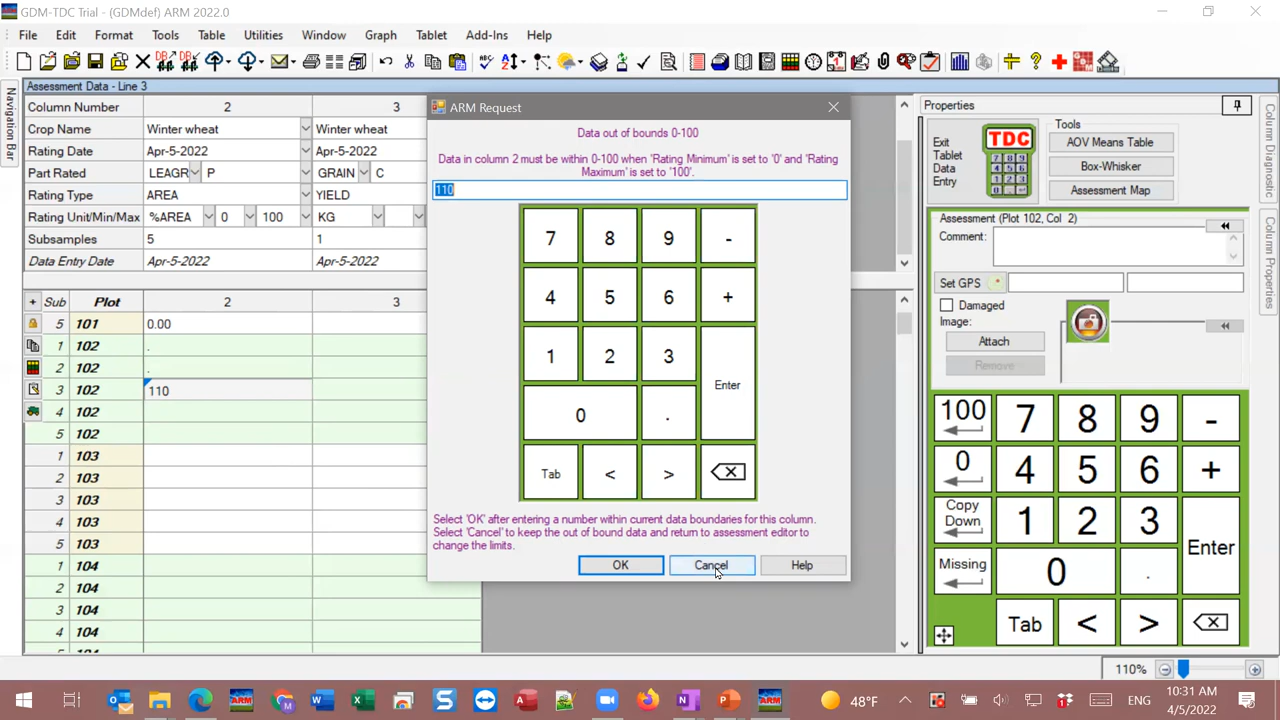 GDM-TDC Trial - (GDMdef) ARM 2022.0
File Edit Format Tools Table Utilities Window Graph Tablet Add-Ins Help
Navigation Bar
Assessment Data - Line 3
Column Number 2 3
Crop Name Winter wheat Winter wheat
Rating Date Apr-5-2022 Apr-5-2022
Part Rated LEAGR P GRAIN C
Rating Type AREA YIELD
Rating Unit/Min/Max %AREA 0 100 KG
Subsamples 5 1
Data Entry Date Apr-5-2022 Apr-5-2022
+ Sub Plot 2 3
5 101 0.00
1 102 .
2 102 .
3 102 110
4 102
5 102
1 103
2 103
3 103
4 103
5 103
1 104
2 104
3 104
4 104
ARM Request
Data out of bounds 0-100
Data in column 2 must be within 0-100 when 'Rating Minimum' is set to '0' and 'Rating
Maximum' is set to '100'.
110
7 8 9 -
4 5 6 +
1 2 3
Enter
0 .
Tab < >
Select 'OK' after entering a number within current data boundaries for this column.
Select 'Cancel' to keep the out of bound data and return to assessment editor to
change the limits.
OK Cancel Help
Properties
Exit
Tablet
Data
Entry
TDC
7 8 9
4 5 6
1 2 3
Tools
AOV Means Table
Box-Whisker
Assessment Map
Assessment (Plot 102, Col 2)
Comment:
Set GPS *
Damaged
Image:
Attach
Remove
100 7 8 9 -
0 4 5 6 +
Copy
Down
1 2 3
Enter
Missing 0 .
Tab < >
Column Diagnostic
Column Properties
110%
48°F
ENG
10:31 AM
4/5/2022